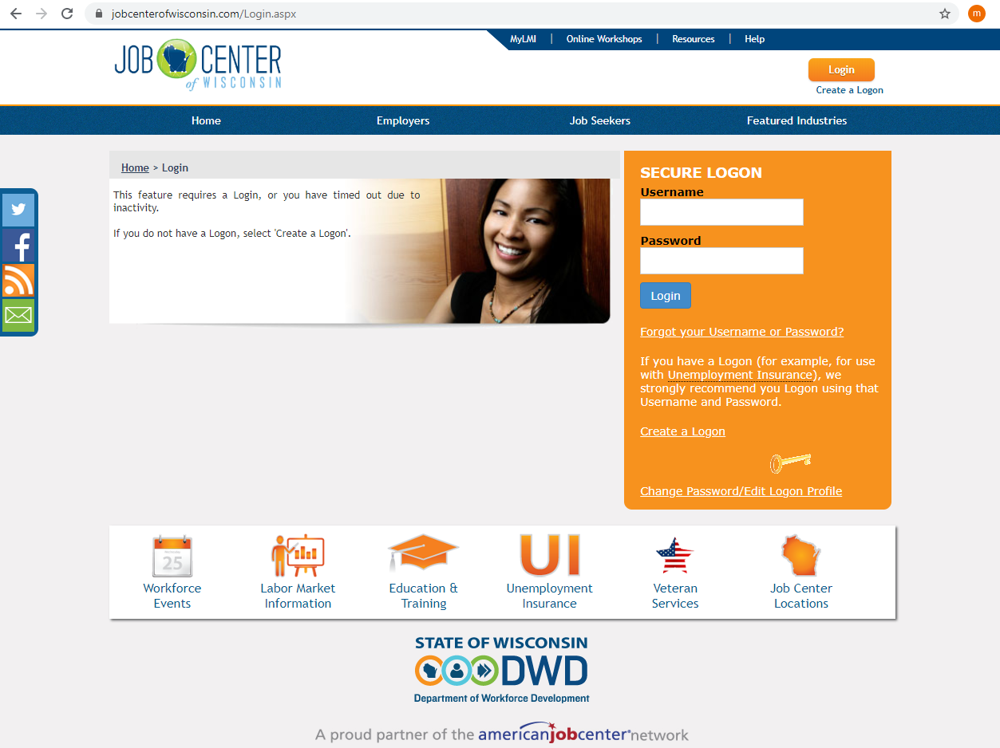 jobcenterofwisconsin.com/Login.aspx
m
MyLMI | Online Workshops | Resources | Help
JOB CENTER
of WISCONSIN
Login
Create a Logon
Home Employers Job Seekers Featured Industries
Home > Login
This feature requires a Login, or you have timed out due to
inactivity.
If you do not have a Logon, select 'Create a Logon'.
SECURE LOGON
Username
Password
Login
Forgot your Username or Password?
If you have a Logon (for example, for use
with Unemployment Insurance), we
strongly recommend you Logon using that
Username and Password.
Create a Logon
Change Password/Edit Logon Profile
25
Workforce
Events
Labor Market
Information
Education &
Training
UI
Unemployment
Insurance
Veteran
Services
Job Center
Locations
STATE OF WISCONSIN
DWD
Department of Workforce Development
A proud partner of the americanjobcenter network